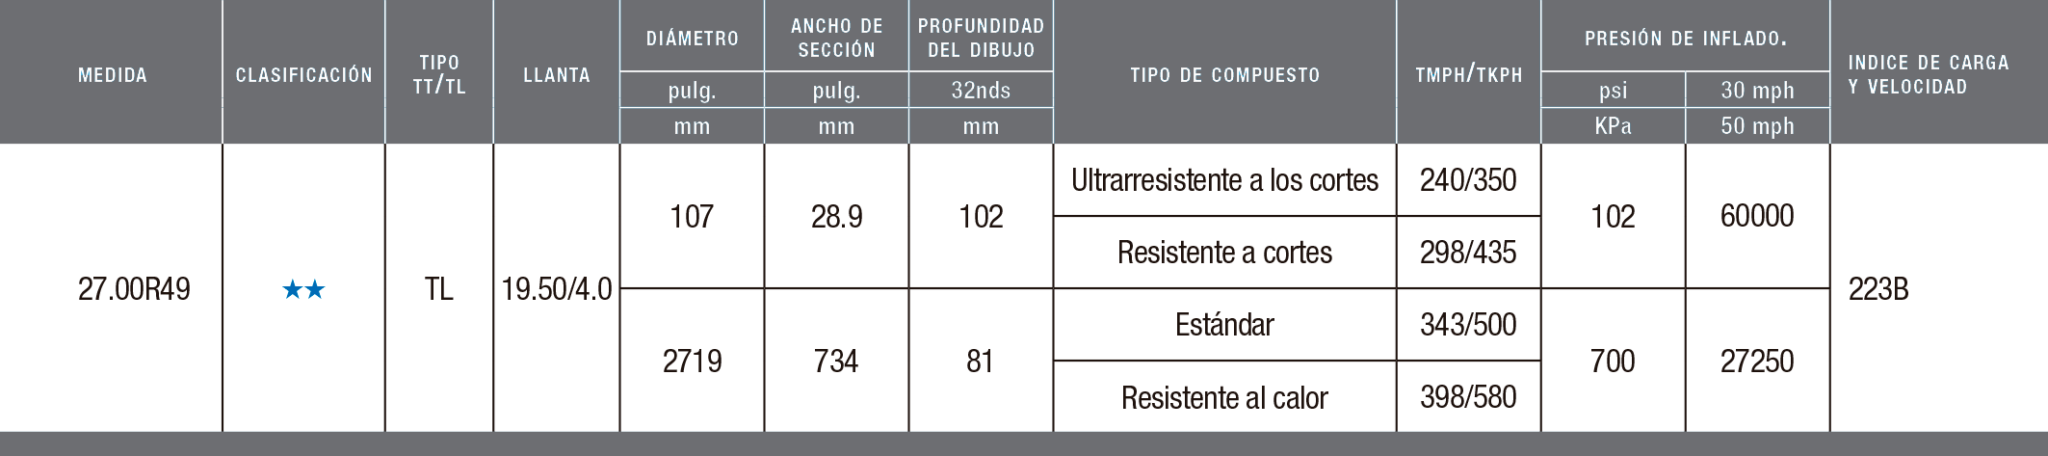 MEDIDA
CLASIFICACIÓN
TIPO
TT/TL
LLANTA
DIÁMETRO
pulg.
mm
ANCHO DE
SECCIÓN
pulg.
mm
PROFUNDIDAD
DEL DIBUJO
32nds
mm
TIPO DE COMPUESTO
TMPH/TKPH
PRESIÓN DE INFLADO.
psi
30 mph
KPa
50 mph
INDICE DE CARGA
Y VELOCIDAD
27.00R49
★★
TL
19.50/4.0
107
28.9
102
2719
734
81
Ultrarresistente a los cortes
240/350
Resistente a cortes
298/435
Estándar
343/500
Resistente al calor
398/580
102
60000
700
27250
223B